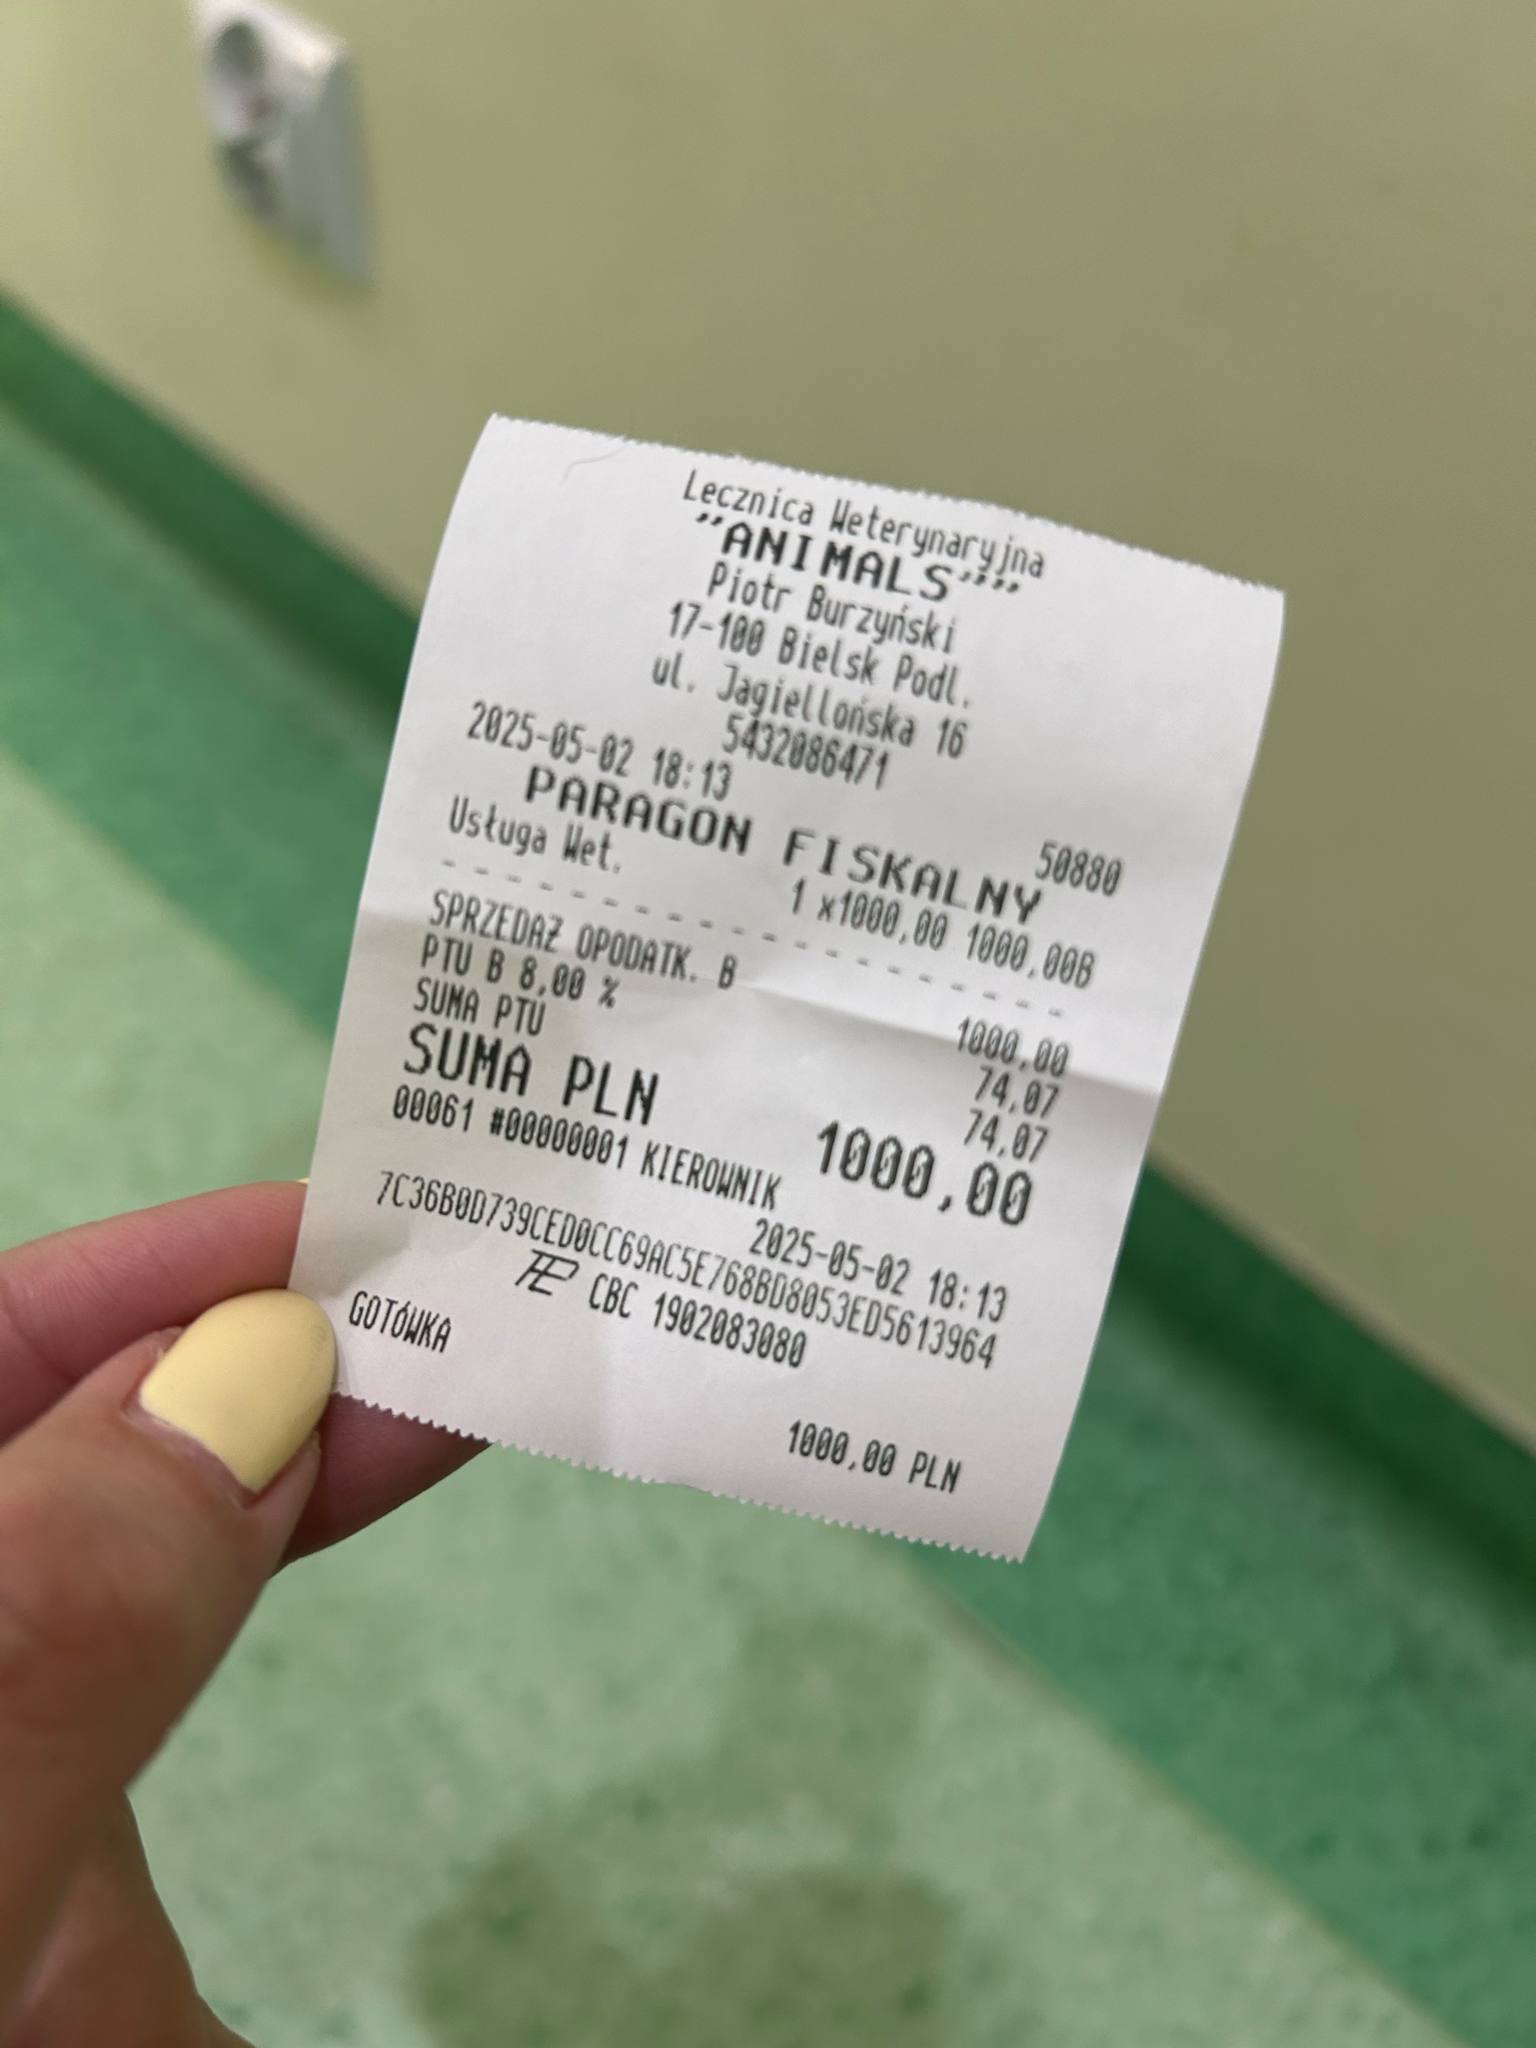 Lecznica Weterynaryjna
"ANIMALS""""
Piotr Burzyński
17-100 Bielsk Podl.
ul. Jagiellońska 16
5432086471
2025-05-02 18:13 50880
PARAGON FISKALNY
Usługa Wet. 1 x1000,00 1000,00B
- - - - - - - - - - - - - - - - - - - -
SPRZEDAŻ OPODATK. B 1000,00
PTU B 8,00 % 74,07
SUMA PTU 74,07
SUMA PLN 1000,00
00061 #00000001 KIEROWNIK 2025-05-02 18:13
7C36B0D739CED0CC69AC5E768BD8053ED5613964
CBC 1902083080
GOTÓWKA 1000,00 PLN